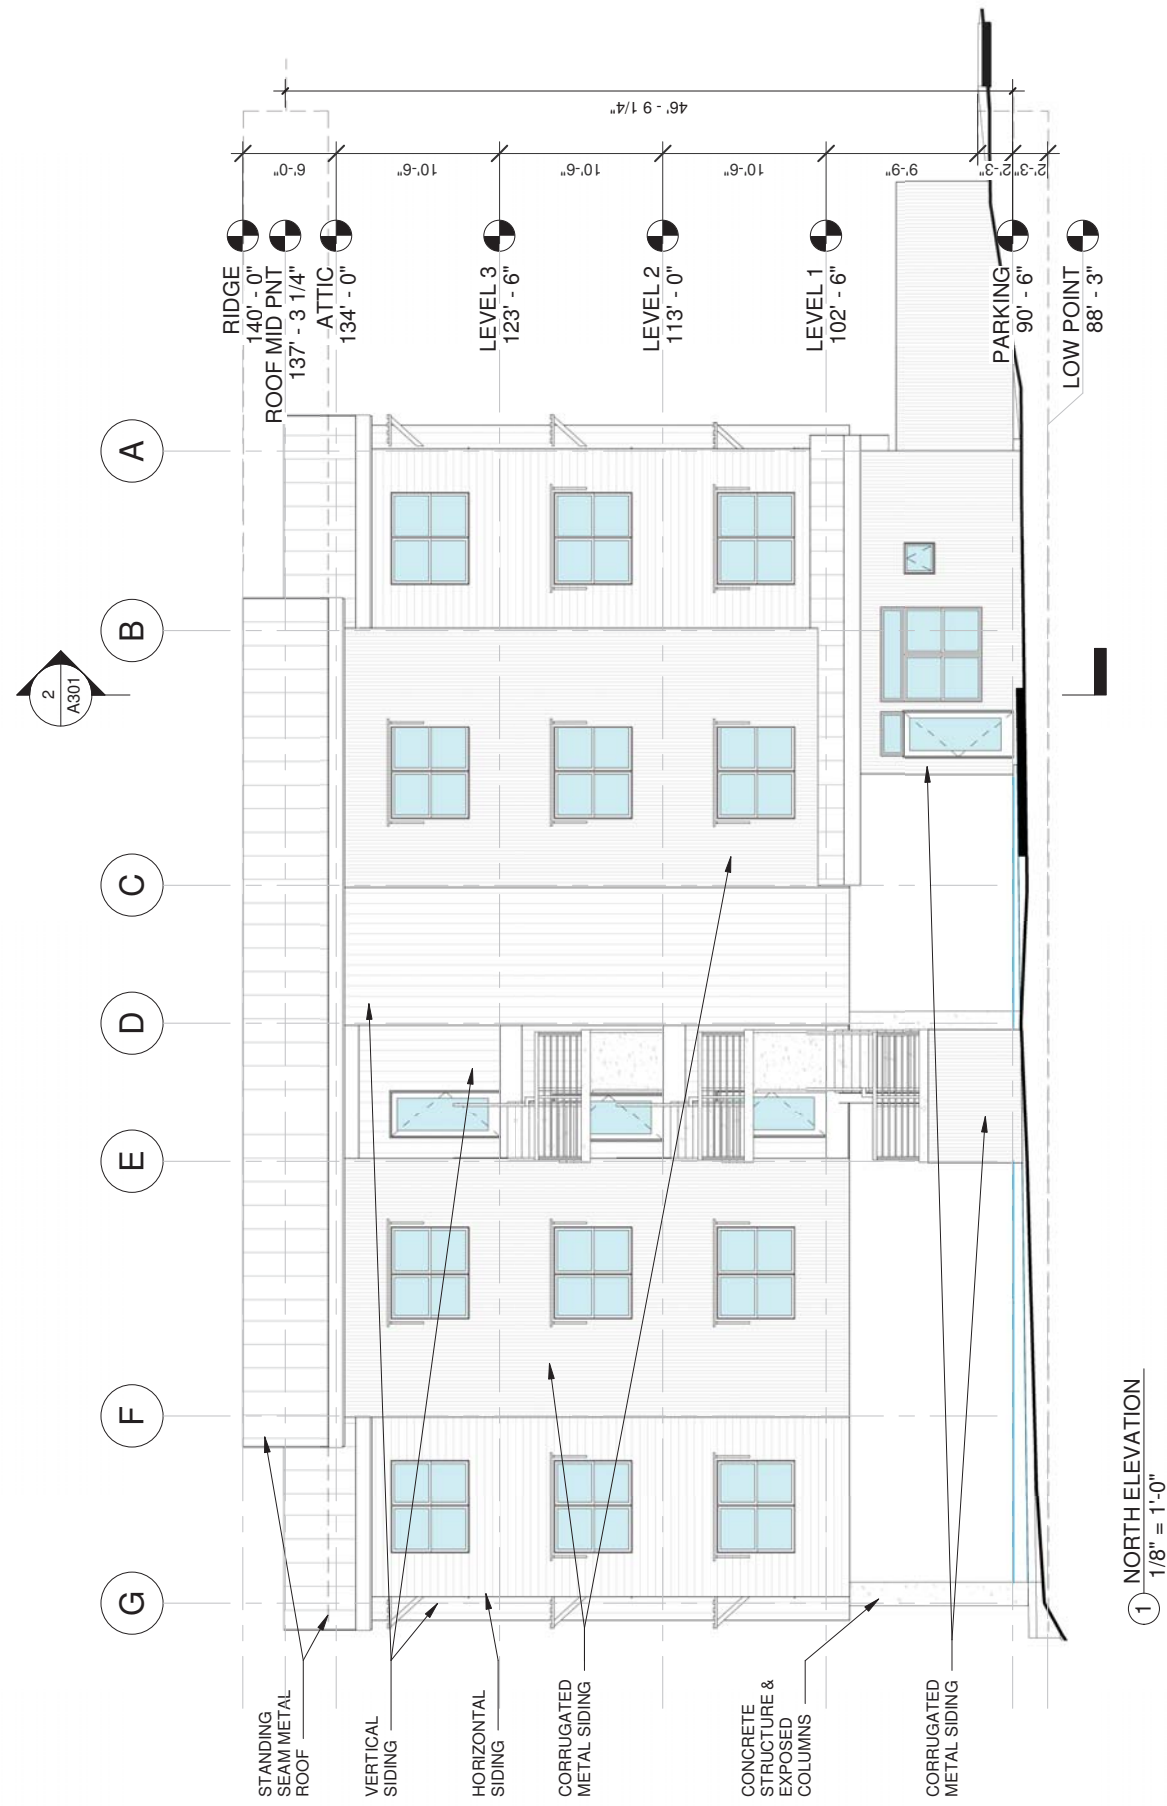 2
A301
G
F
E
D
C
B
A
STANDING
SEAM METAL
ROOF
VERTICAL
SIDING
HORIZONTAL
SIDING
CORRUGATED
METAL SIDING
CONCRETE
STRUCTURE &
EXPOSED
COLUMNS
CORRUGATED
METAL SIDING
RIDGE
140' - 0"
ROOF MID PNT
137' - 3 1/4"
ATTIC
134' - 0"
LEVEL 3
123' - 6"
LEVEL 2
113' - 0"
LEVEL 1
102' - 6"
PARKING
90' - 6"
LOW POINT
88' - 3"
6'-0"
10'-6"
10'-6"
10'-6"
9'-9"
2'-3"
2'-3"
46' - 9 1/4"
1
NORTH ELEVATION
1/8" = 1'-0"